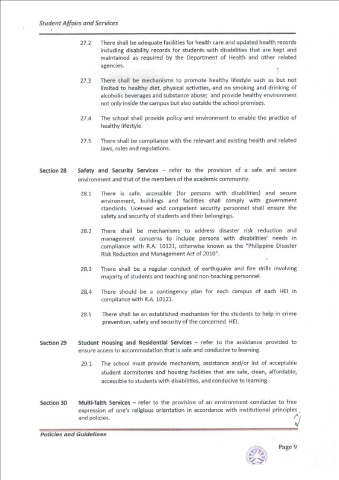 Student Affairs and Services
27.2 There shall be adequate facilities for health care and updated health records
including disability records for students with disabilities that are kept and
maintained as required by the Department of Health and other related
agencies.
27.3 There shall be mechanisms to promote healthy lifestyle such as but not
limited to healthy diet, physical activities, and no smoking and drinking of
alcoholic beverages and substance abuse; and provide healthy environment
not only inside the campus but also outside the school premises.
27.4 The school shall provide policy and environment to enable the practice of
healthy lifestyle.
27.5 There shall be compliance with the relevant and existing health and related
laws, rules and regulations.
Section 28 Safety and Security Services – refer to the provision of a safe and secure
environment and that of the members of the academic community.
28.1 There is safe, accessible (for persons with disabilities) and secure
environment, buildings and facilities shall comply with government
standards. Licensed and competent security personnel shall ensure the
safety and security of students and their belongings.
28.2 There shall be mechanisms to address disaster risk reduction and
management concerns to include persons with disabilities' needs in
compliance with R.A. 10121, otherwise known as the "Philippine Disaster
Risk Reduction and Management Act of 2010".
28.3 There shall be a regular conduct of earthquake and fire drills involving
majority of students and teaching and non-teaching personnel.
28.4 There should be a contingency plan for each campus of each HEI in
compliance with R.A. 10121.
28.5 There shall be an established mechanism for the students to help in crime
prevention, safety and security of the concerned HEI.
Section 29 Student Housing and Residential Services – refer to the assistance provided to
ensure access to accommodation that is safe and conducive to learning.
29.1 The school must provide mechanism, assistance and/or list of acceptable
student dormitories and housing facilities that are safe, clean, affordable,
accessible to students with disabilities, and conducive to learning.
Section 30 Multi-faith Services – refer to the provision of an environment conducive to free
expression of one's religious orientation in accordance with institutional principles
and policies.
Policies and Guidelines
Page 9